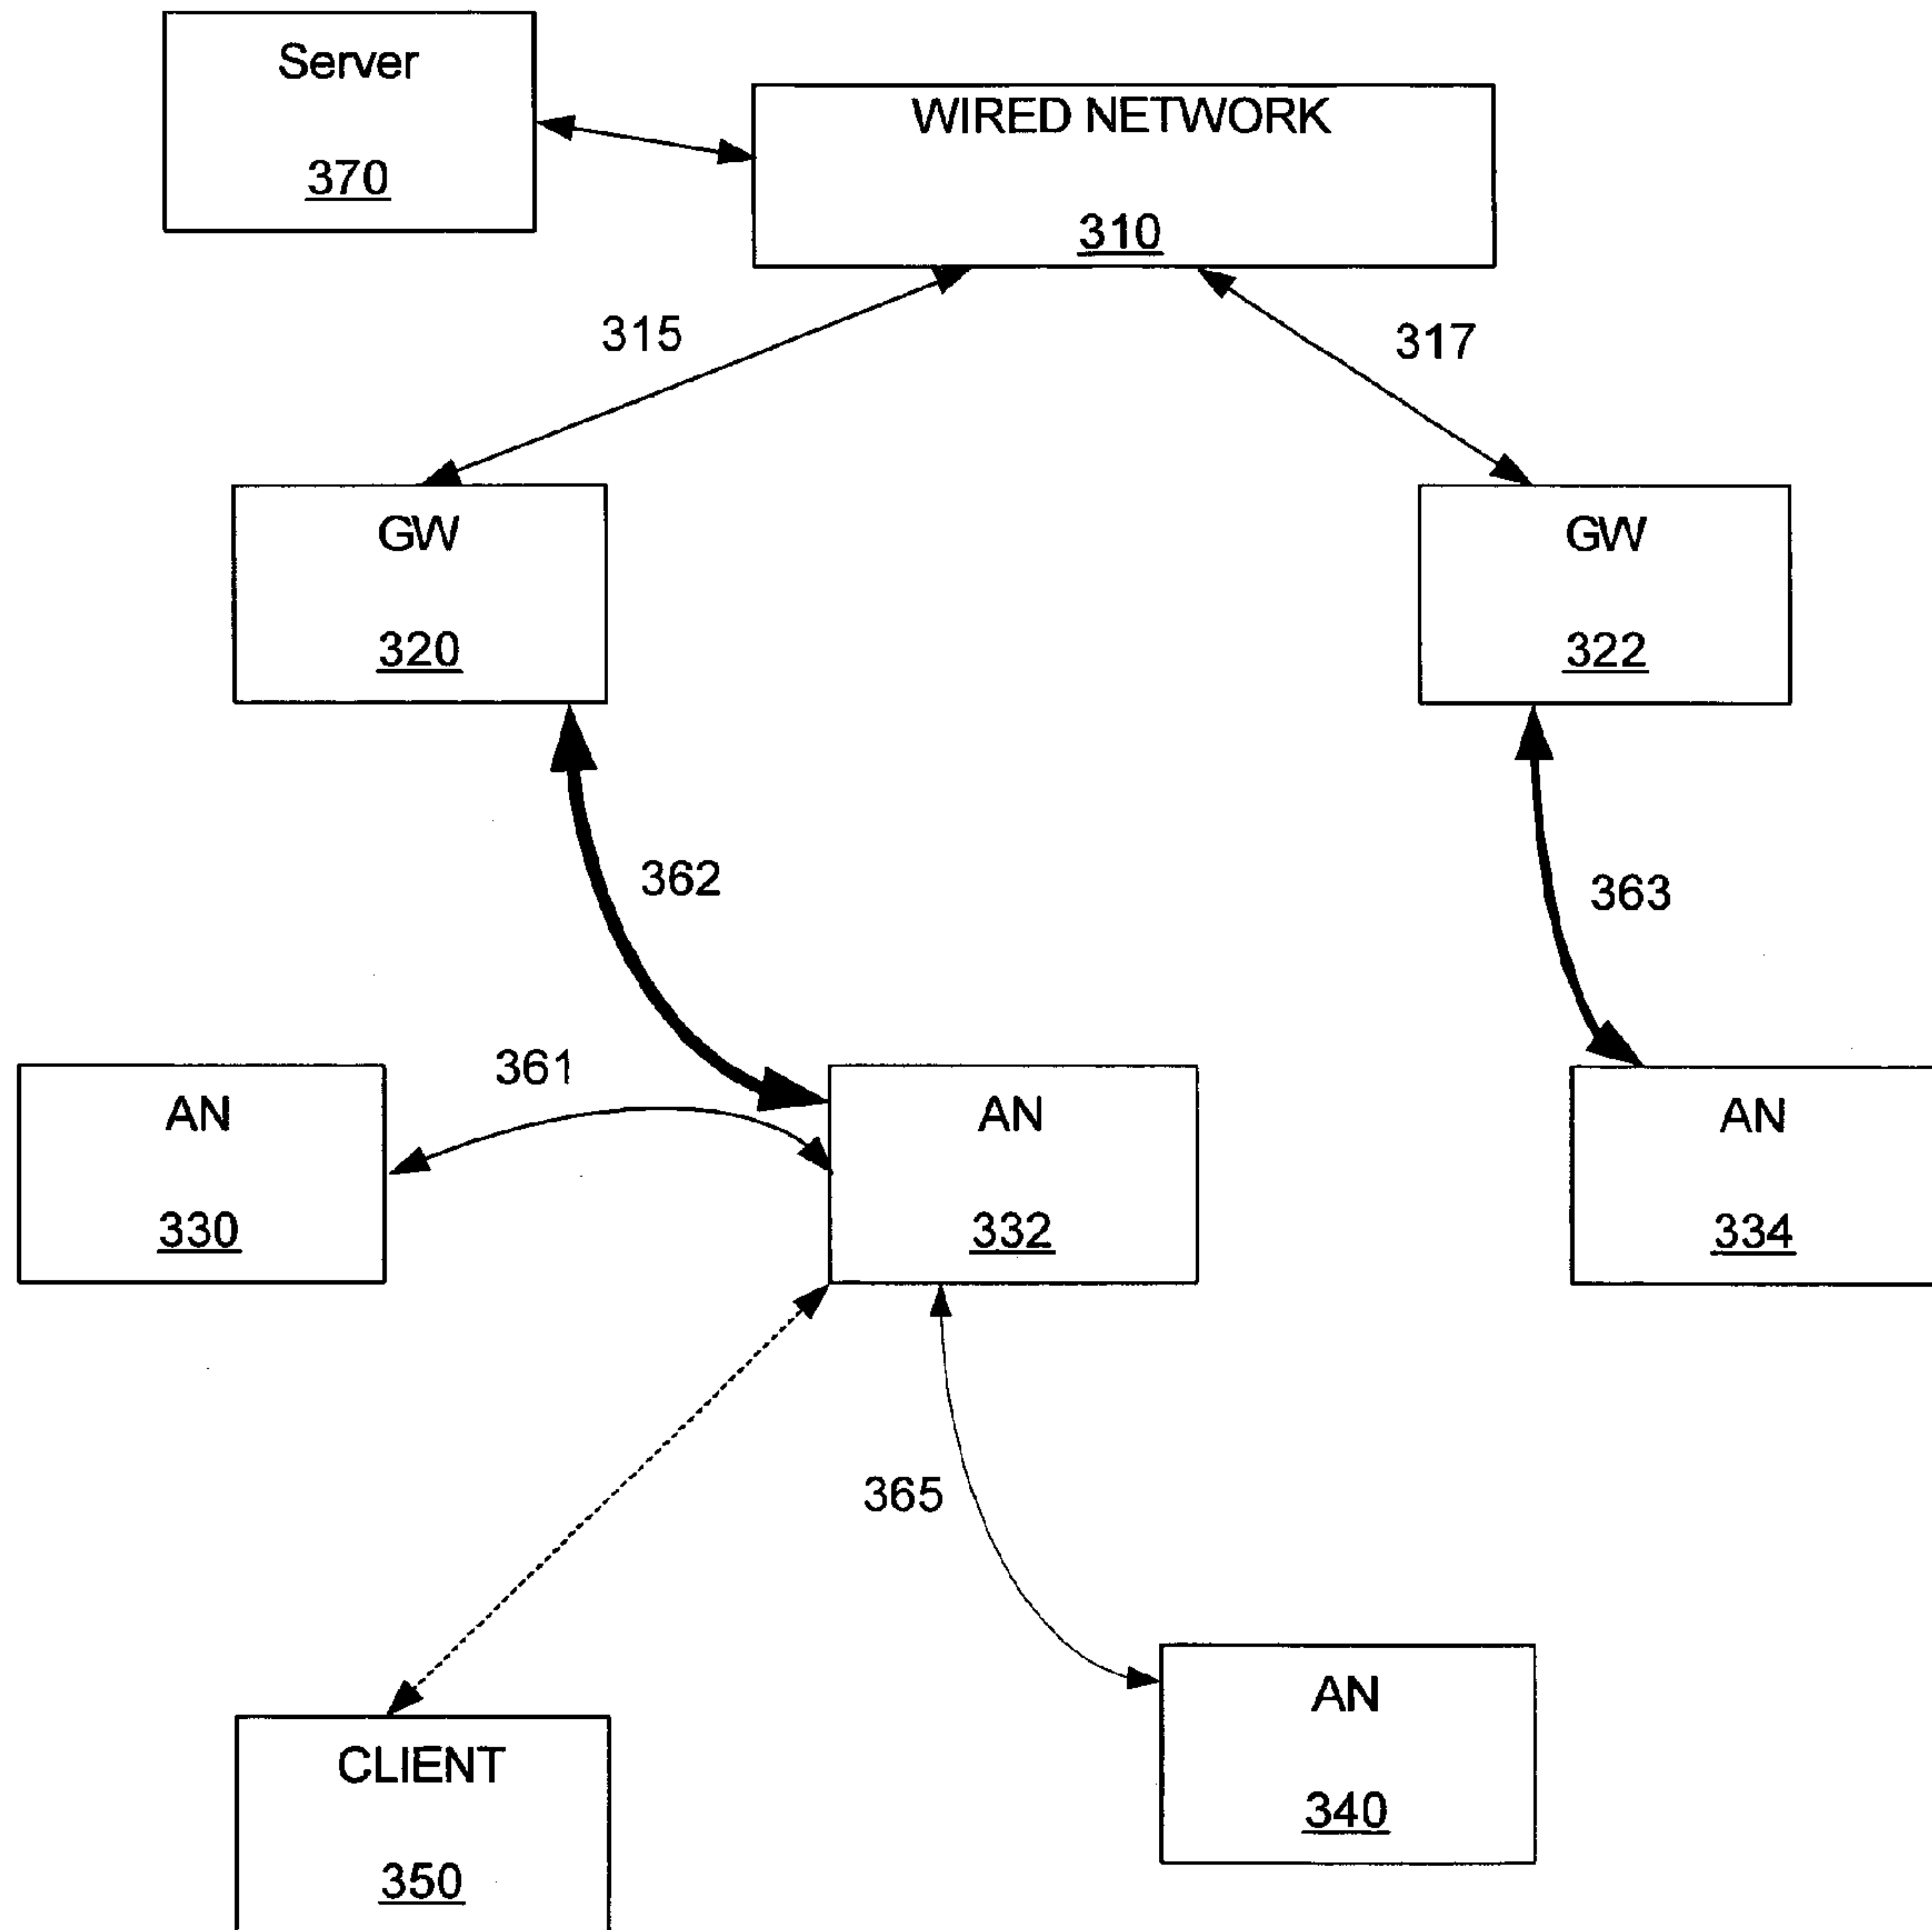 Server
370
WIRED NETWORK
310
315
317
GW
320
GW
322
362
363
361
AN
330
AN
332
AN
334
365
AN
340
CLIENT
350